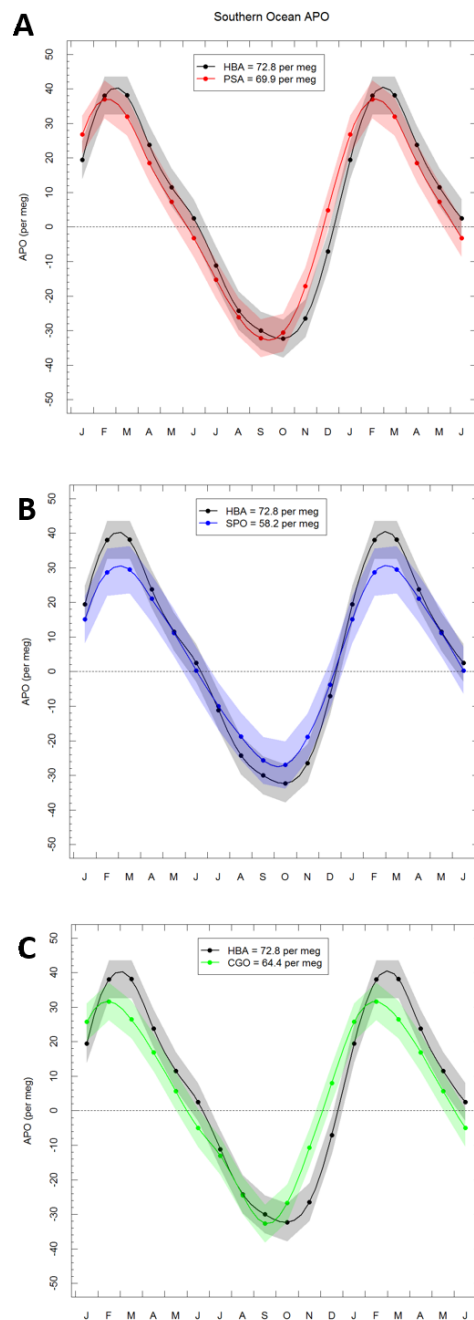 Southern Ocean APO
A
HBA = 72.8 per meg
PSA = 69.9 per meg
APO (per meg)
50
40
30
20
10
0
-10
-20
-30
-40
-50
J F M A M J J A S O N D J F M A M J
B
HBA = 72.8 per meg
SPO = 58.2 per meg
APO (per meg)
50
40
30
20
10
0
-10
-20
-30
-40
-50
J F M A M J J A S O N D J F M A M J
C
HBA = 72.8 per meg
CGO = 64.4 per meg
APO (per meg)
50
40
30
20
10
0
-10
-20
-30
-40
-50
J F M A M J J A S O N D J F M A M J